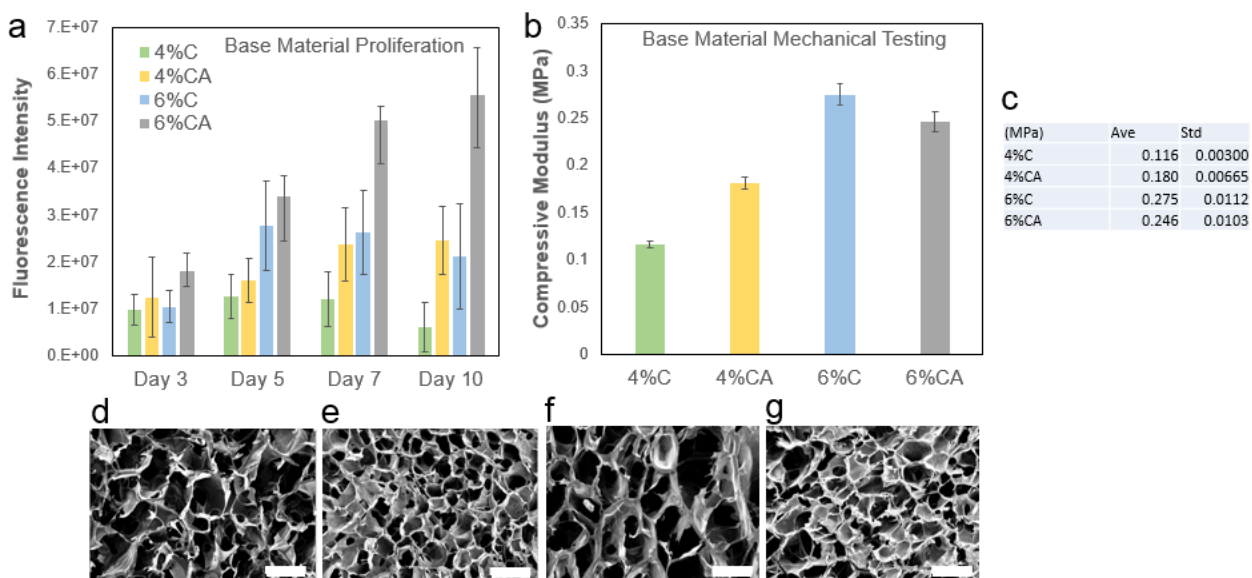 a
Base Material Proliferation
4%C
4%CA
6%C
6%CA
Fluorescence Intensity
7.E+07
6.E+07
5.E+07
4.E+07
3.E+07
2.E+07
1.E+07
0.E+00
Day 3 Day 5 Day 7 Day 10
b
Base Material Mechanical Testing
Compressive Modulus (MPa)
0.35
0.3
0.25
0.2
0.15
0.1
0.05
0
4%C 4%CA 6%C 6%CA
c
(MPa) Ave Std
4%C 0.116 0.00300
4%CA 0.180 0.00665
6%C 0.275 0.0112
6%CA 0.246 0.0103
d e f g